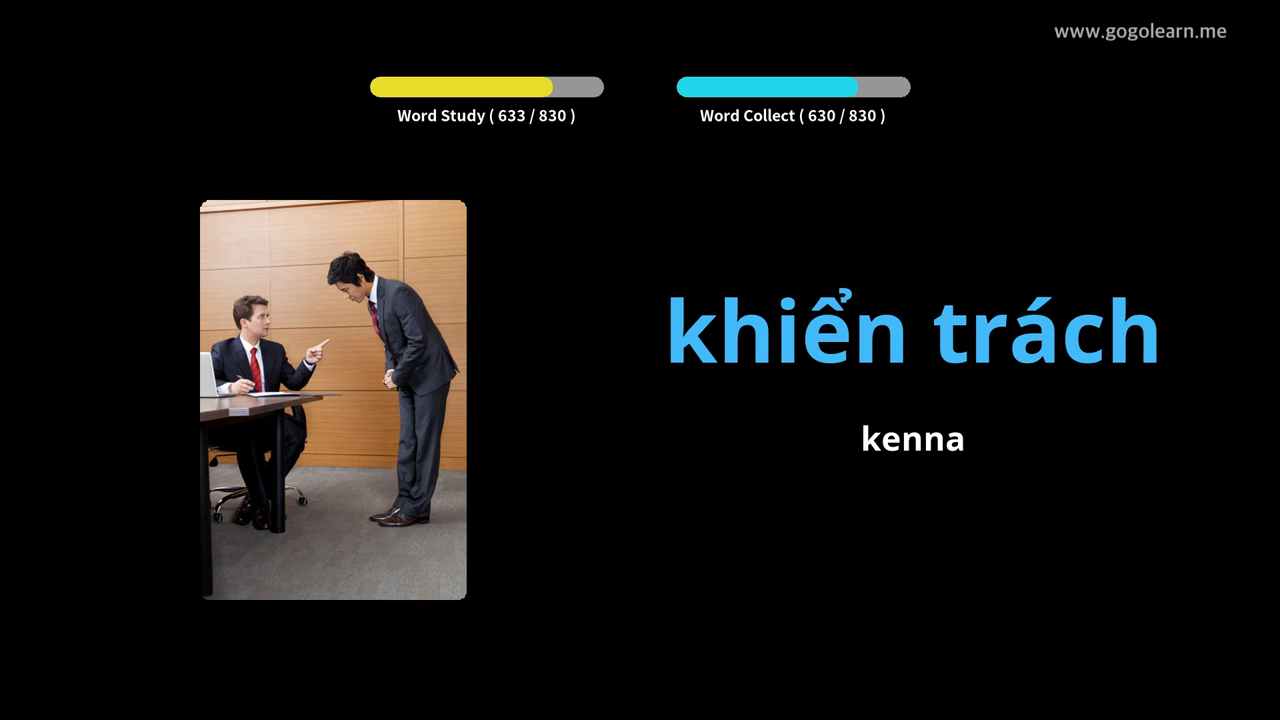 www.gogolearn.me
Word Study ( 633 / 830 )
Word Collect ( 630 / 830 )
khiển trách
kenna